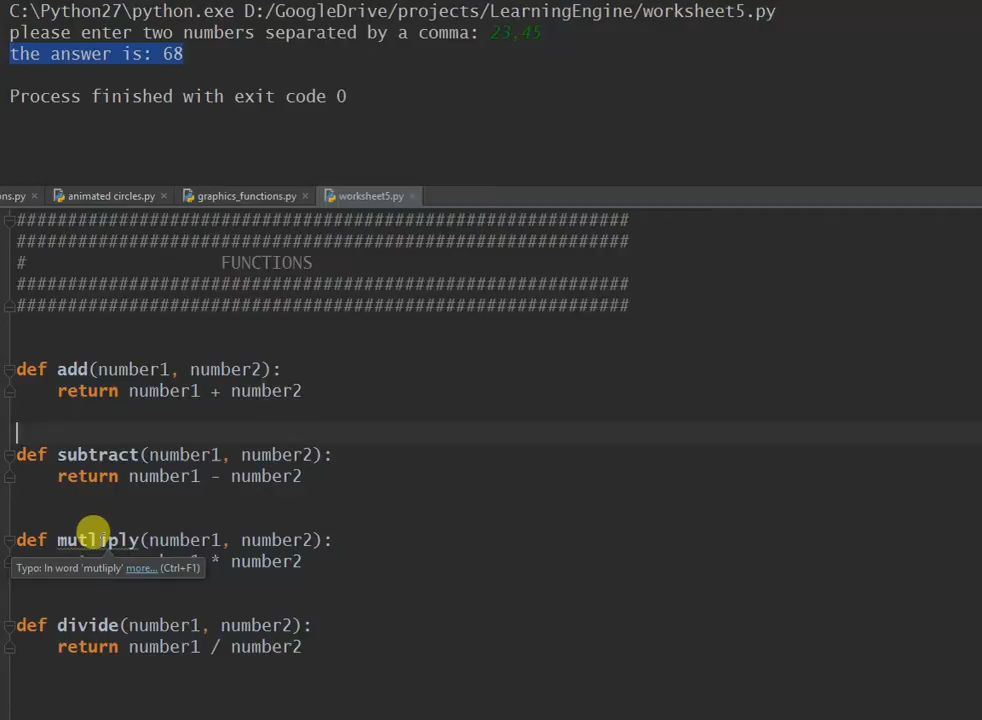 C:\Python27\python.exe D:/GoogleDrive/projects/LearningEngine/worksheet5.py
please enter two numbers separated by a comma: 23,45
the answer is: 68
Process finished with exit code 0
ns.py × animated circles.py × graphics_functions.py × worksheet5.py ×
############################################################
############################################################
# FUNCTIONS
############################################################
############################################################
def add(number1, number2):
return number1 + number2
def subtract(number1, number2):
return number1 - number2
def mutliply(number1, number2):
* number2
Typo: In word 'mutliply' more... (Ctrl+F1)
def divide(number1, number2):
return number1 / number2